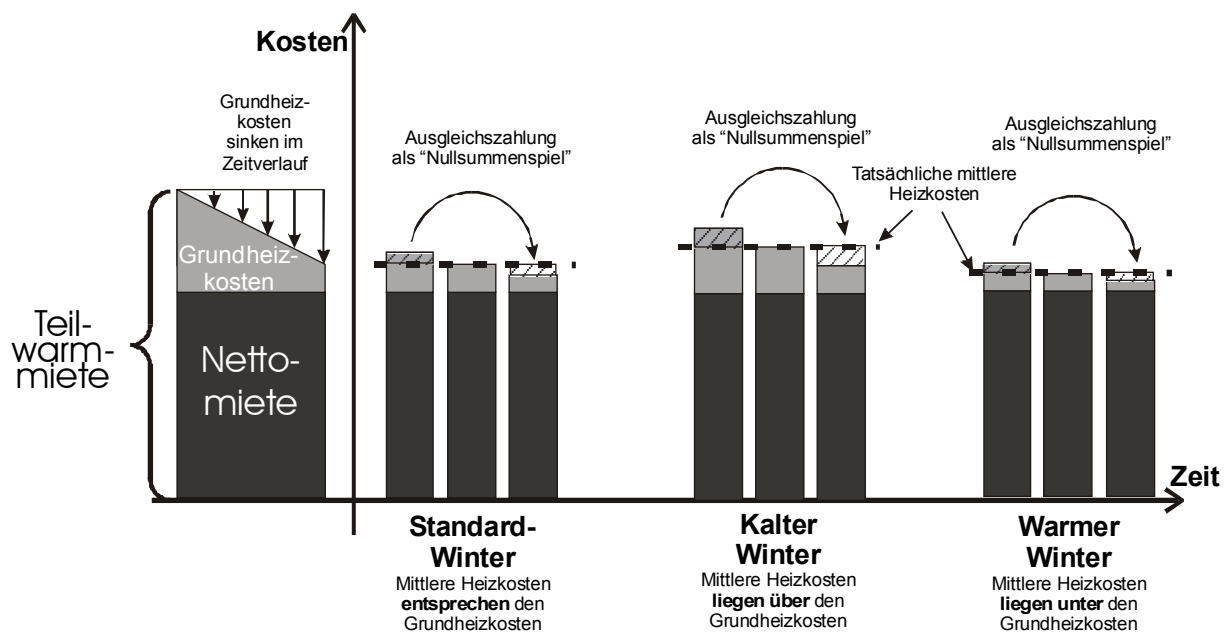 Kosten
Grundheiz-
kosten
sinken im
Zeitverlauf
Grundheiz-
kosten
Teil-
warm-
miete
Netto-
miete
Ausgleichszahlung
als “Nullsummenspiel”
Ausgleichszahlung
als “Nullsummenspiel”
Tatsächliche mittlere
Heizkosten
Ausgleichszahlung
als “Nullsummenspiel”
Zeit
Standard-
Winter
Mittlere Heizkosten
entsprechen den
Grundheizkosten
Kalter
Winter
Mittlere Heizkosten
liegen über den
Grundheizkosten
Warmer
Winter
Mittlere Heizkosten
liegen unter den
Grundheizkosten